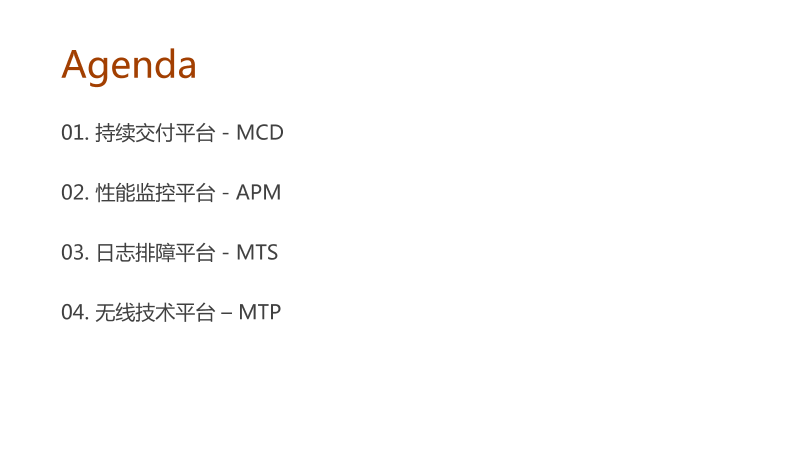 Agenda
01. 持续交付平台 - MCD
02. 性能监控平台 - APM
03. 日志排障平台 - MTS
04. 无线技术平台 – MTP